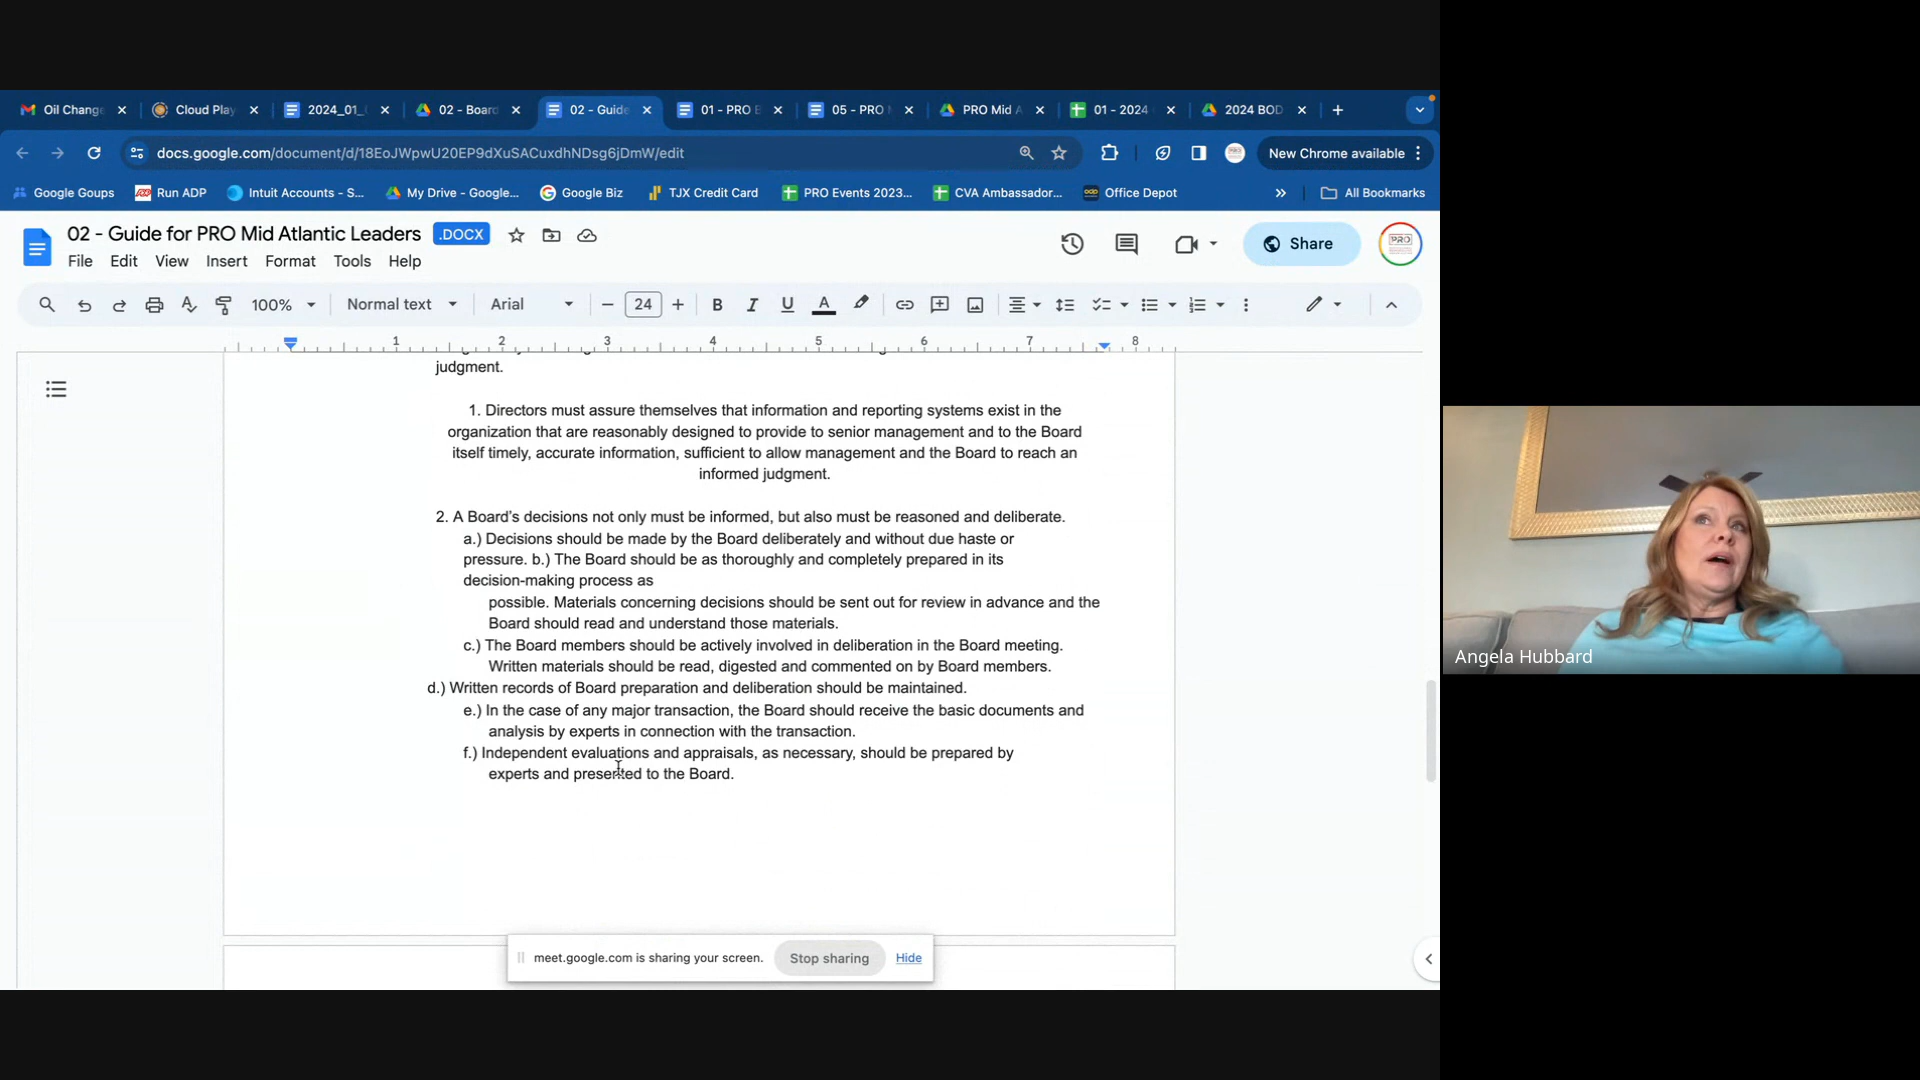 Oil Change
Cloud Play
2024_01_
02 - Board
02 - Guide
01 - PRO B
05 - PRO
PRO Mid A
01 - 2024
2024 BOD
docs.google.com/document/d/18EoJWpwU20EP9dXuSACuxdhNDsg6jDmW/edit
New Chrome available
Google Goups
Run ADP
Intuit Accounts - S...
My Drive - Google...
Google Biz
TJX Credit Card
PRO Events 2023...
CVA Ambassador...
Office Depot
All Bookmarks
02 - Guide for PRO Mid Atlantic Leaders
.DOCX
File Edit View Insert Format Tools Help
Share
PRO
100% Normal text Arial 24
1 2 3 4 5 6 7 8
judgment.
1. Directors must assure themselves that information and reporting systems exist in the
organization that are reasonably designed to provide to senior management and to the Board
itself timely, accurate information, sufficient to allow management and the Board to reach an
informed judgment.
2. A Board’s decisions not only must be informed, but also must be reasoned and deliberate.
a.) Decisions should be made by the Board deliberately and without due haste or
pressure. b.) The Board should be as thoroughly and completely prepared in its
decision-making process as
possible. Materials concerning decisions should be sent out for review in advance and the
Board should read and understand those materials.
c.) The Board members should be actively involved in deliberation in the Board meeting.
Written materials should be read, digested and commented on by Board members.
d.) Written records of Board preparation and deliberation should be maintained.
e.) In the case of any major transaction, the Board should receive the basic documents and
analysis by experts in connection with the transaction.
f.) Independent evaluations and appraisals, as necessary, should be prepared by
experts and presented to the Board.
meet.google.com is sharing your screen.
Stop sharing
Hide
Angela Hubbard